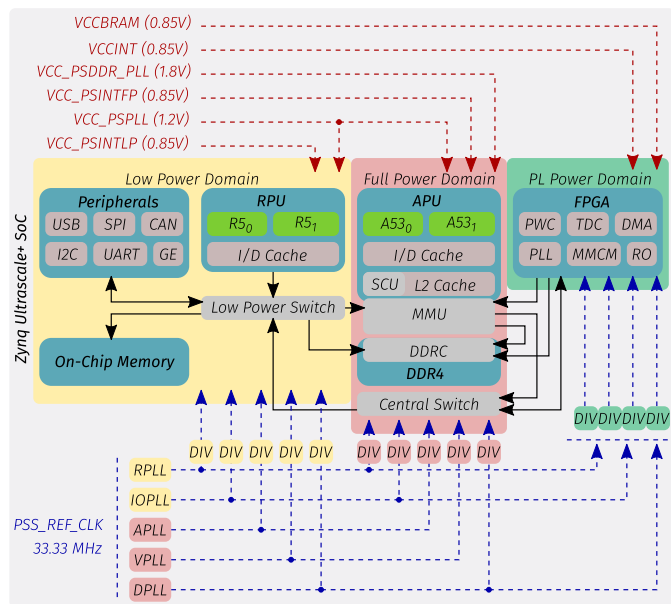 VCCBRAM (0.85V)
VCCINT (0.85V)
VCC_PSDDR_PLL (1.8V)
VCC_PSINTFP (0.85V)
VCC_PSPLL (1.2V)
VCC_PSINTLP (0.85V)
Zynq Ultrascale+ SoC
Low Power Domain
Full Power Domain
PL Power Domain
Peripherals
USB SPI CAN
I2C UART GE
RPU
R5₀ R5₁
I/D Cache
APU
A53₀ A53₁
I/D Cache
SCU L2 Cache
FPGA
PWC TDC DMA
PLL MMCM RO
Low Power Switch
MMU
On-Chip Memory
DDRC
DDR4
Central Switch
DIV DIV DIV DIV
DIV DIV DIV DIV DIV
DIV DIV DIV DIV DIV
RPLL
IOPLL
PSS_REF_CLK
33.33 MHz
APLL
VPLL
DPLL